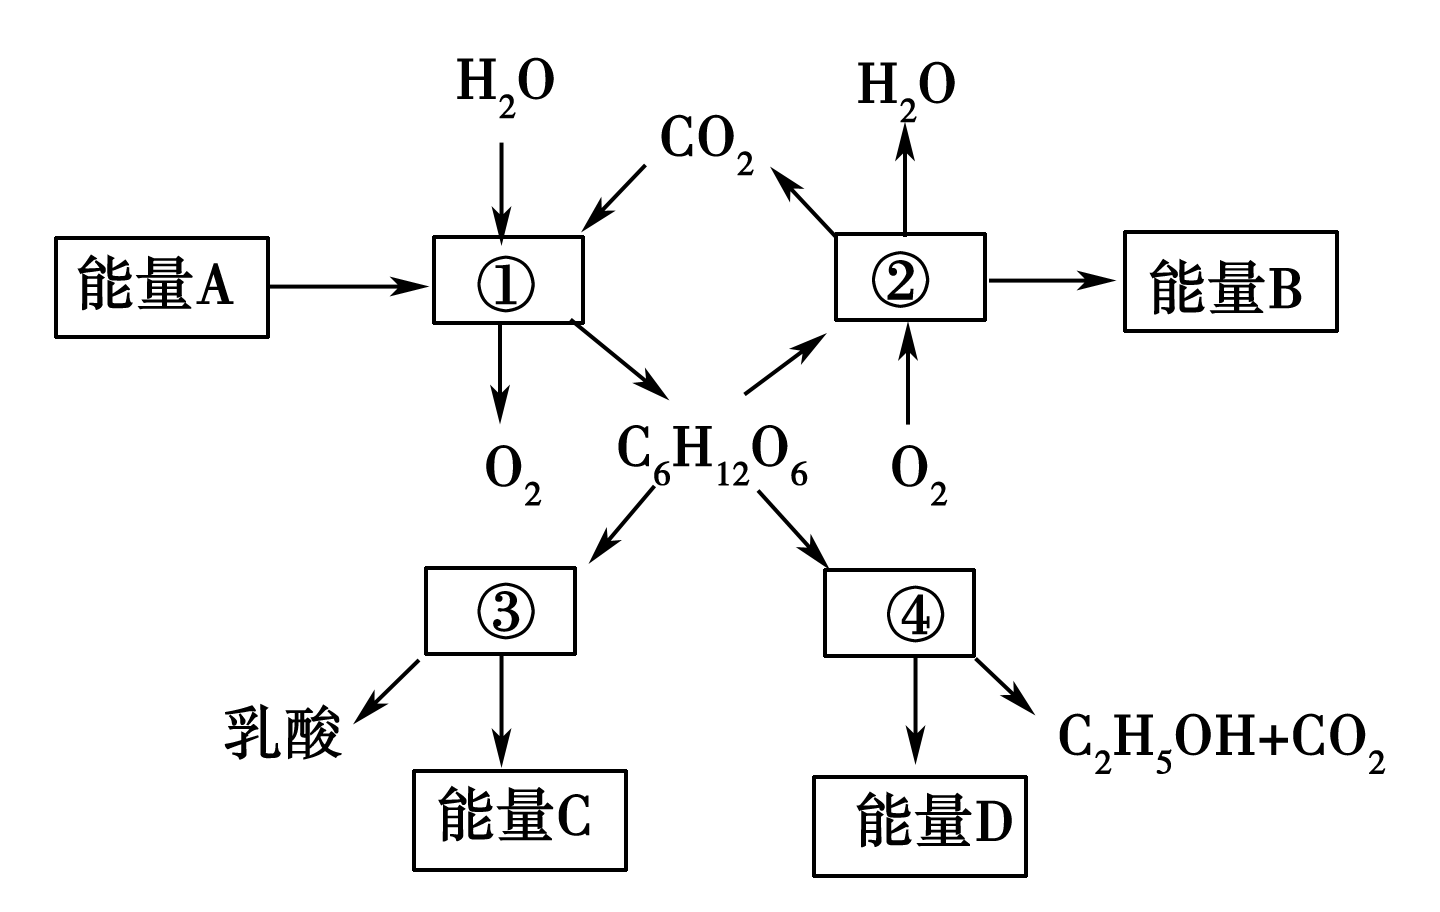 H₂O
H₂O
CO₂
能量A
①
②
能量B
O₂
C₆H₁₂O₆
O₂
③
④
乳酸
C₂H₅OH+CO₂
能量C
能量D